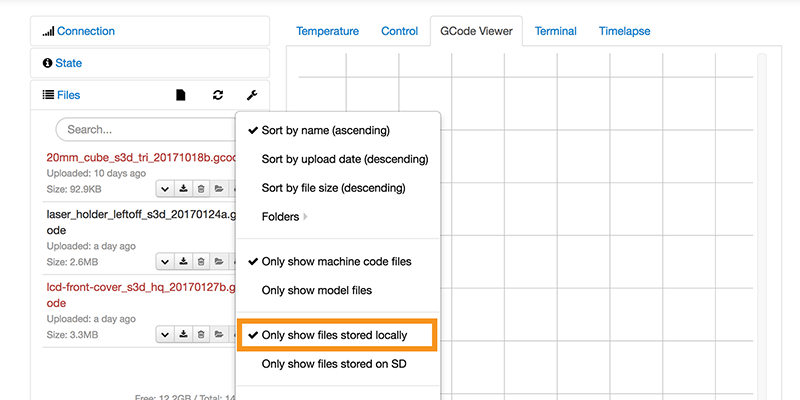 Connection
State
Files
Search...
20mm_cube_s3d_tri_20171018b.gcod
Uploaded: 10 days ago
Size: 92.9KB
laser_holder_leftoff_s3d_20170124a.g
ode
Uploaded: a day ago
Size: 2.6MB
lcd-front-cover_s3d_hq_20170127b.g
ode
Uploaded: a day ago
Size: 3.3MB
Free: 12.2GB / Total: 14
Temperature
Control
GCode Viewer
Terminal
Timelapse
Sort by name (ascending)
Sort by upload date (descending)
Sort by file size (descending)
Folders
Only show machine code files
Only show model files
Only show files stored locally
Only show files stored on SD